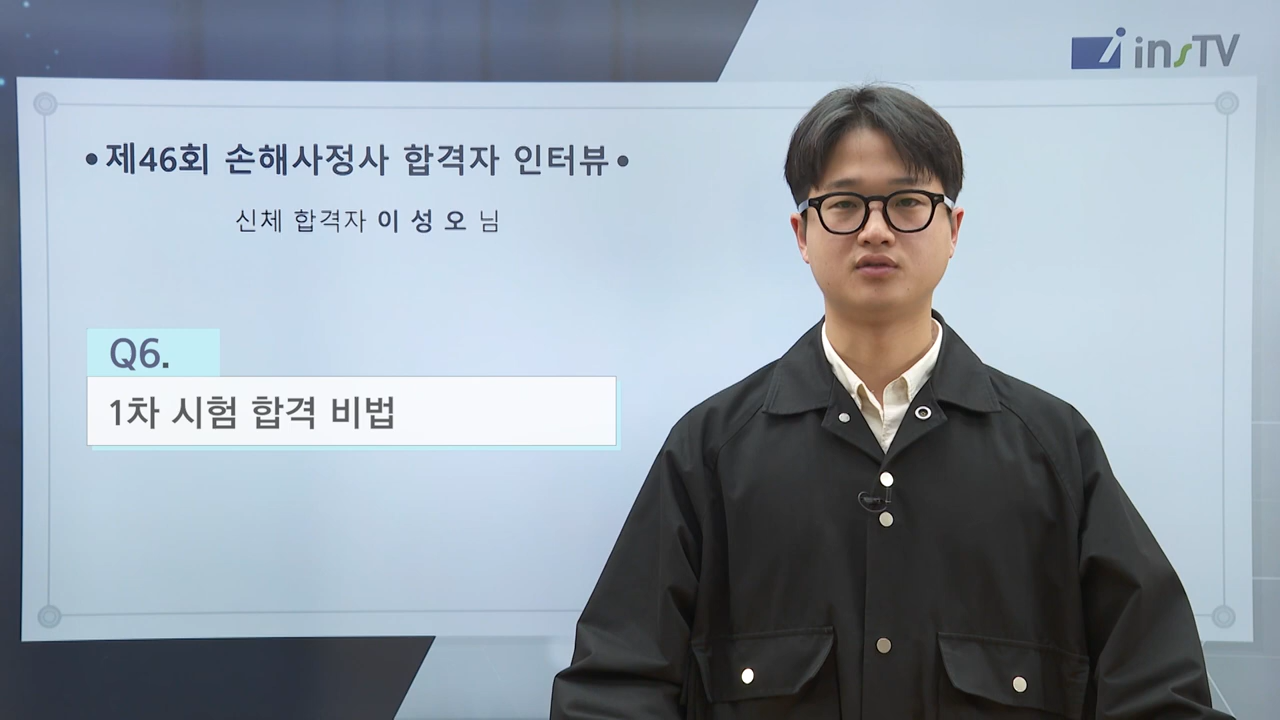 insTV
•제46회 손해사정사 합격자 인터뷰•
신체 합격자 이 성 오 님
Q6.
1차 시험 합격 비법